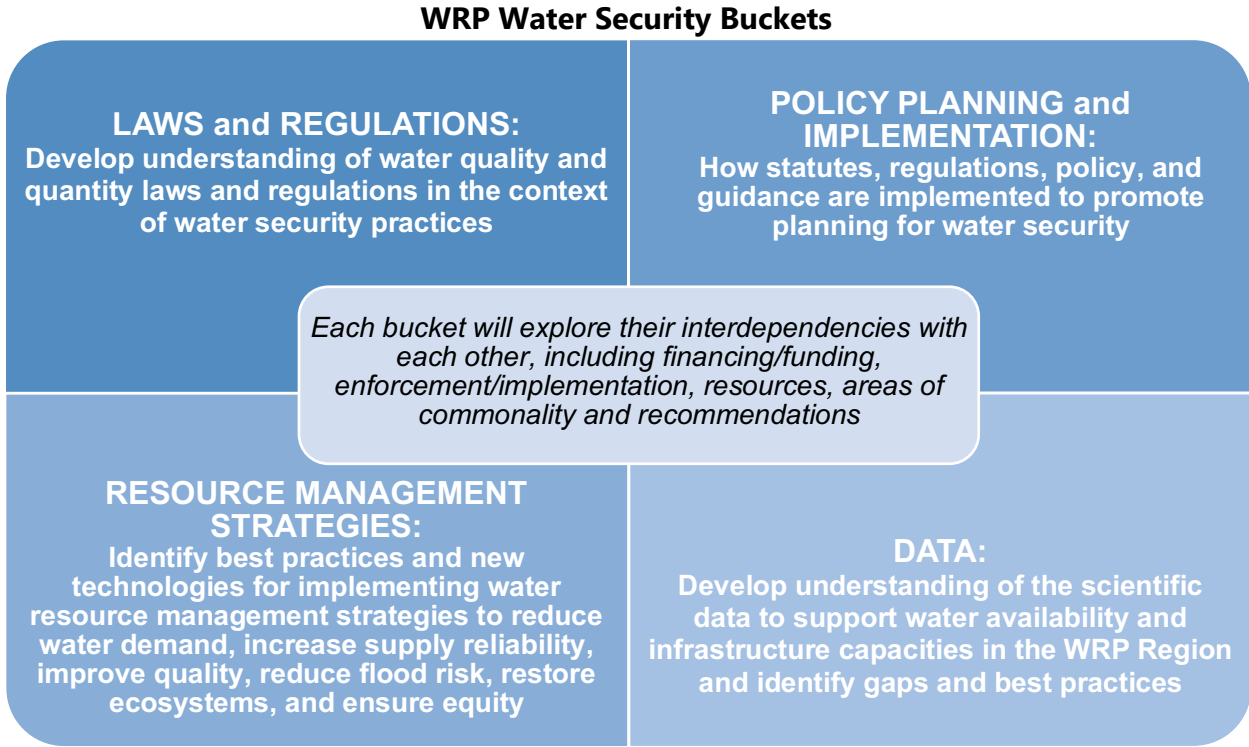 WRP Water Security Buckets
LAWS and REGULATIONS:
Develop understanding of water quality and
quantity laws and regulations in the context
of water security practices
POLICY PLANNING and
IMPLEMENTATION:
How statutes, regulations, policy, and
guidance are implemented to promote
planning for water security
Each bucket will explore their interdependencies with
each other, including financing/funding,
enforcement/implementation, resources, areas of
commonality and recommendations
RESOURCE MANAGEMENT
STRATEGIES:
Identify best practices and new
technologies for implementing water
resource management strategies to reduce
water demand, increase supply reliability,
improve quality, reduce flood risk, restore
ecosystems, and ensure equity
DATA:
Develop understanding of the scientific
data to support water availability and
infrastructure capacities in the WRP Region
and identify gaps and best practices